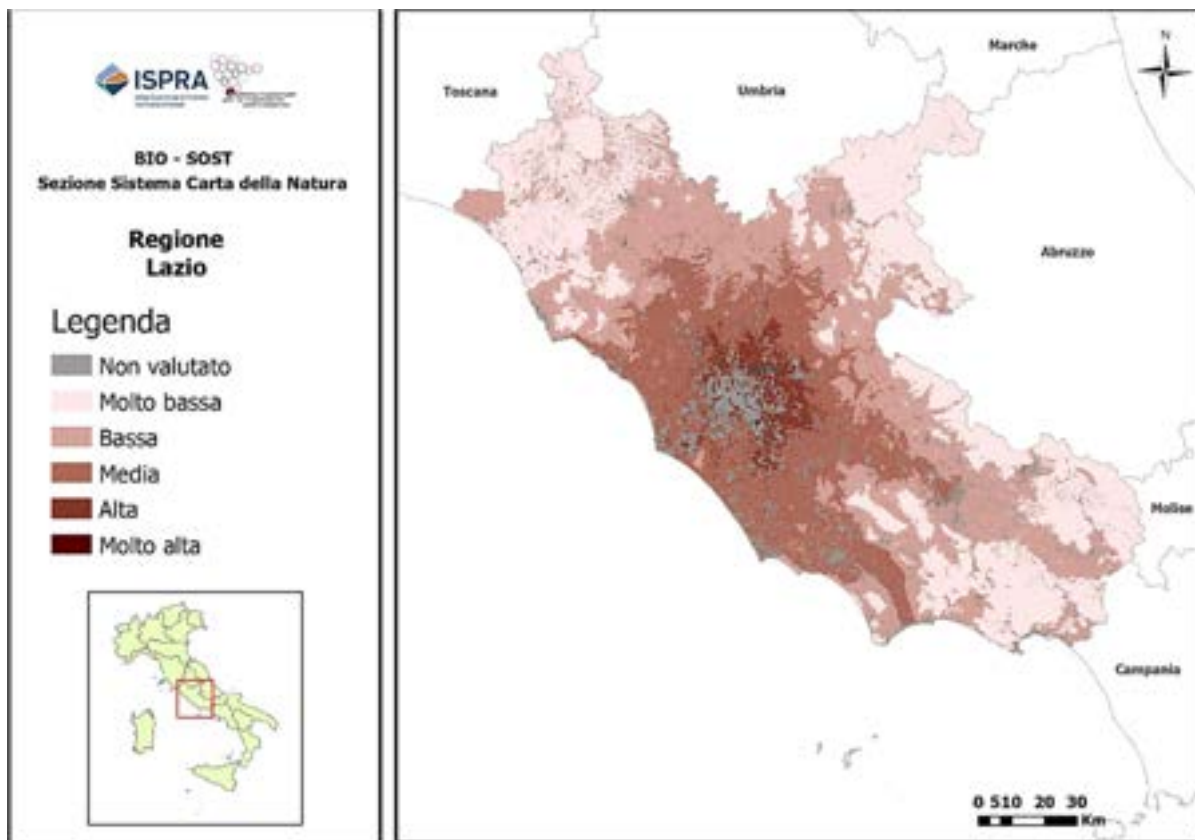 ISPRA
BIO - SOST
Sezione Sistema Carta della Natura
Regione
Lazio
Legenda
Non valutato
Molto bassa
Bassa
Media
Alta
Molto alta
Toscana
Umbria
Marche
N
Abruzzo
Molise
Campania
0 510 20 30
Km